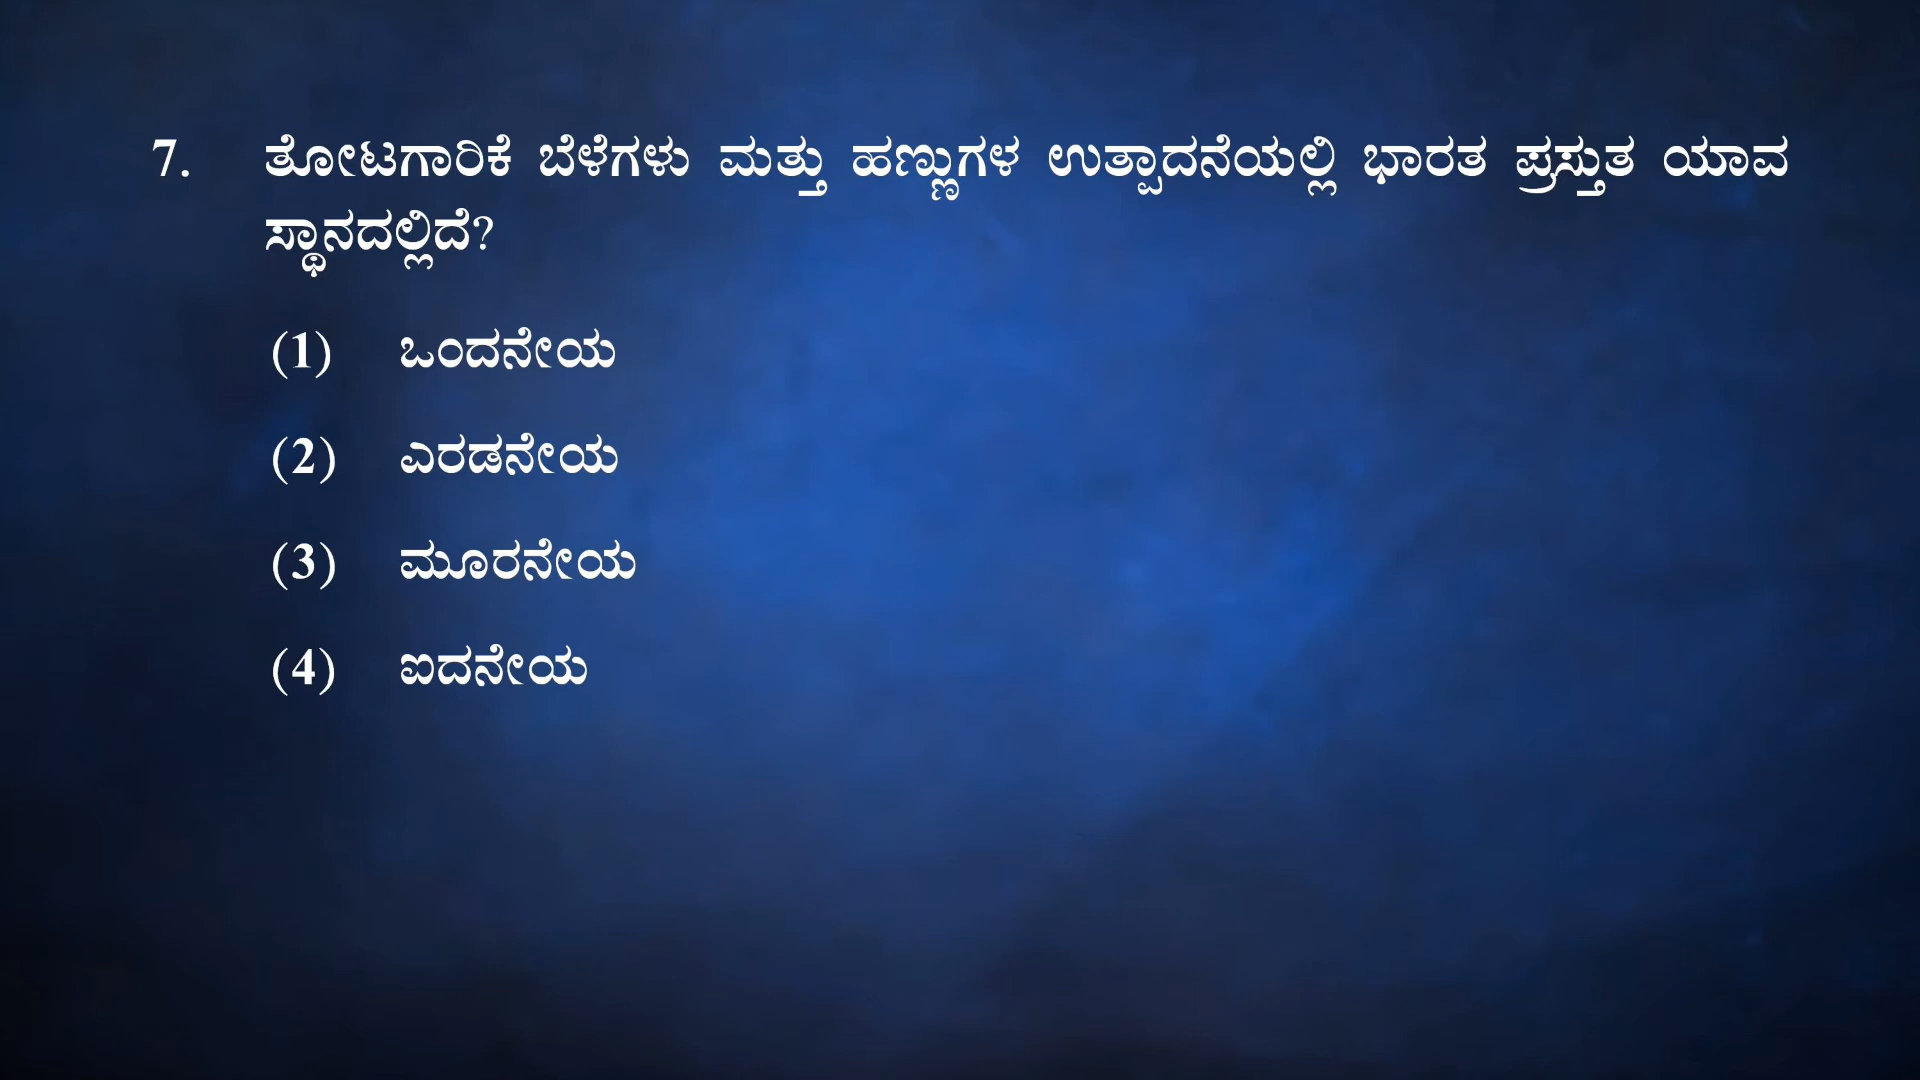 7. ತೋಟಗಾರಿಕೆ ಬೆಳೆಗಳು ಮತ್ತು ಹಣ್ಣುಗಳ ಉತ್ಪಾದನೆಯಲ್ಲಿ ಭಾರತ ಪ್ರಸ್ತುತ ಯಾವ
ಸ್ಥಾನದಲ್ಲಿದೆ?
(1) ಒಂದನೇಯ
(2) ಎರಡನೇಯ
(3) ಮೂರನೇಯ
(4) ಐದನೇಯ